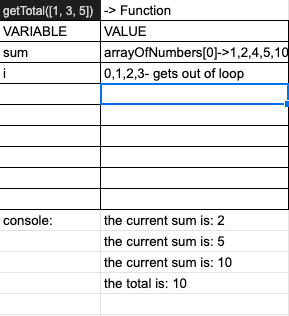 getTotal([1, 3, 5]) -> Function
VARIABLE VALUE
sum arrayOfNumbers[0]->1,2,4,5,10
i 0,1,2,3- gets out of loop
console: the current sum is: 2
the current sum is: 5
the current sum is: 10
the total is: 10